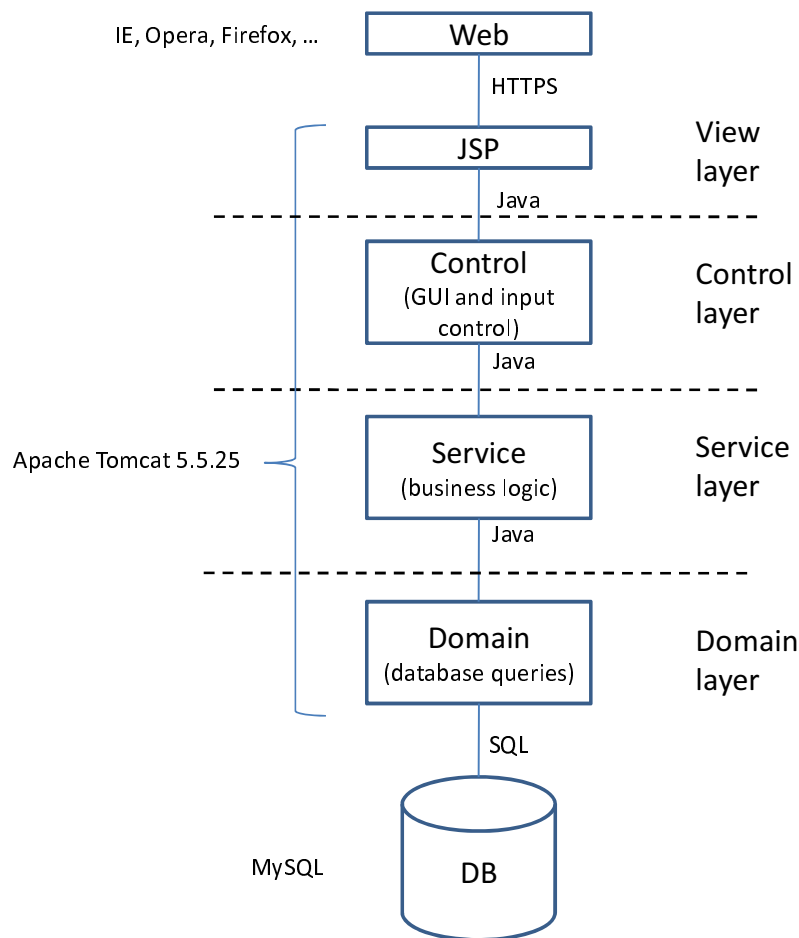 IE, Opera, Firefox, ...
Web
HTTPS
JSP
View
layer
Java
Control
(GUI and input
control)
Control
layer
Java
Apache Tomcat 5.5.25
Service
(business logic)
Service
layer
Java
Domain
(database queries)
Domain
layer
SQL
MySQL
DB